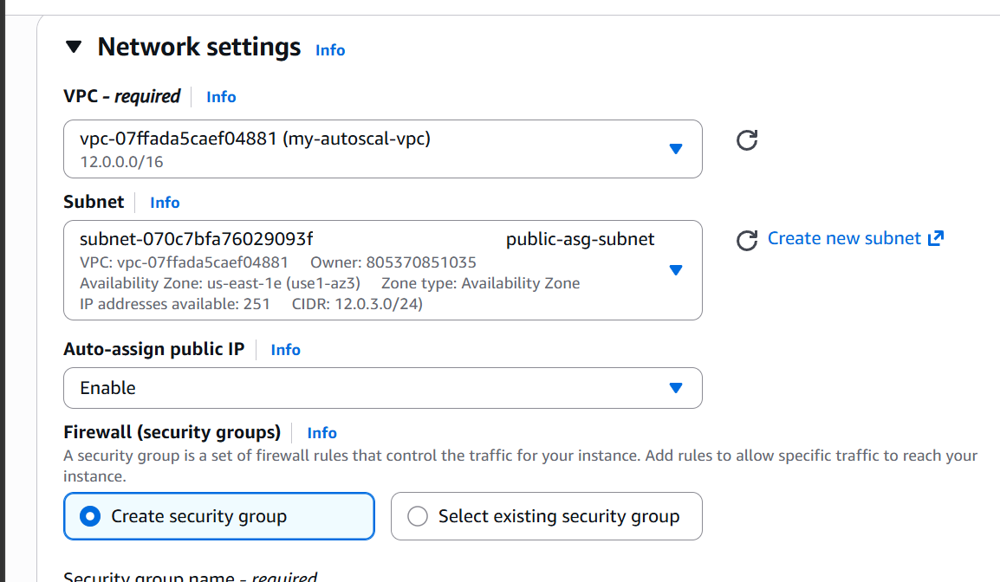 Network settings Info
VPC - required Info
vpc-07ffada5caef04881 (my-autoscal-vpc)
12.0.0.0/16
Subnet Info
subnet-070c7bfa76029093f public-asg-subnet
VPC: vpc-07ffada5caef04881 Owner: 805370851035
Availability Zone: us-east-1e (use1-az3) Zone type: Availability Zone
IP addresses available: 251 CIDR: 12.0.3.0/24)
Create new subnet
Auto-assign public IP Info
Enable
Firewall (security groups) Info
A security group is a set of firewall rules that control the traffic for your instance. Add rules to allow specific traffic to reach your
instance.
Create security group
Select existing security group
Security group name - required